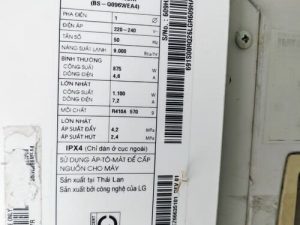 (BS - Q096WEA4)
PHA ĐIỆN 1 Ø
ĐIỆN ÁP 220 - 240 V~
TẦN SỐ 50 Hz
NĂNG SUẤT LẠNH 9.000 Btu/h
BÌNH THƯỜNG
CÔNG SUẤT 875 W
DÒNG ĐIỆN 4,6 A
LỚN NHẤT
CÔNG SUẤT 1.100 W
DÒNG ĐIỆN 7,2 A
MÔI CHẤT R410A 570 g
LỚN NHẤT
ÁP SUẤT ĐẨY 4,2 MPa
ÁP SUẤT HÚT 2,4 MPa
IPX4 (Chỉ dàn ở cục ngoài)
SỬ DỤNG ÁP-TÔ-MÁT ĐỂ CẤP
NGUỒN CHO MÁY
Sản xuất tại Thái Lan
Sản xuất bởi công nghệ của LG
S/No.
REV 01